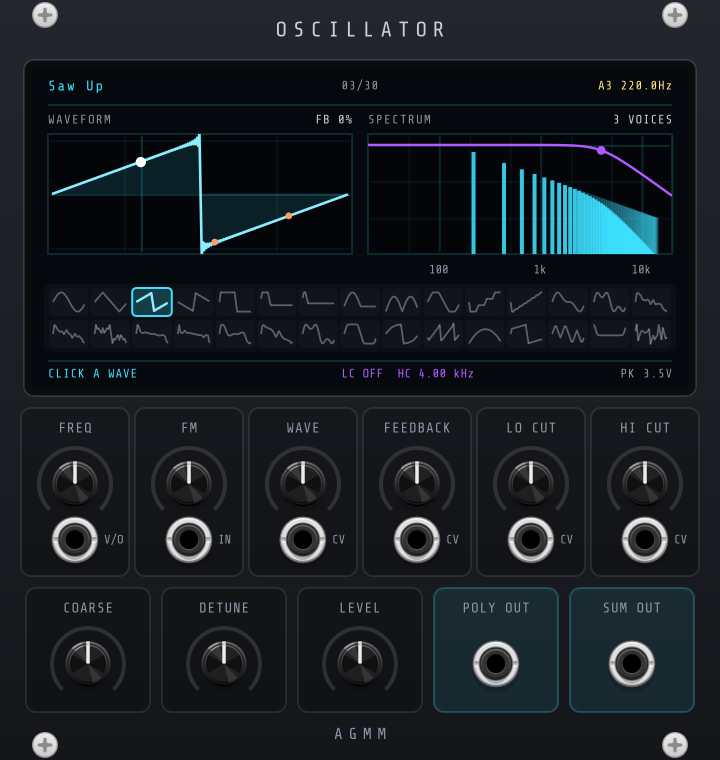 OSCILLATOR
Saw Up 03/30 A3 220.0Hz
WAVEFORM FB 0% SPECTRUM 3 VOICES
100 1k 10k
CLICK A WAVE LC OFF HC 4.00 kHz PK 3.5V
FREQ FM WAVE FEEDBACK LO CUT HI CUT
V/O IN CV CV CV CV
COARSE DETUNE LEVEL POLY OUT SUM OUT
AGMM